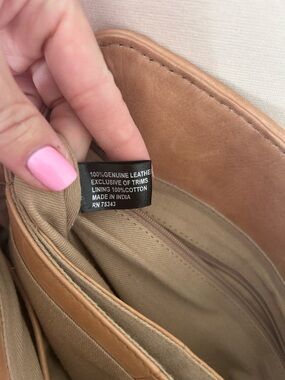 100%GENUINE LEATHE
EXCLUSIVE OF TRIMS
LINING 100%COTTON
MADE IN INDIA
RN 75343